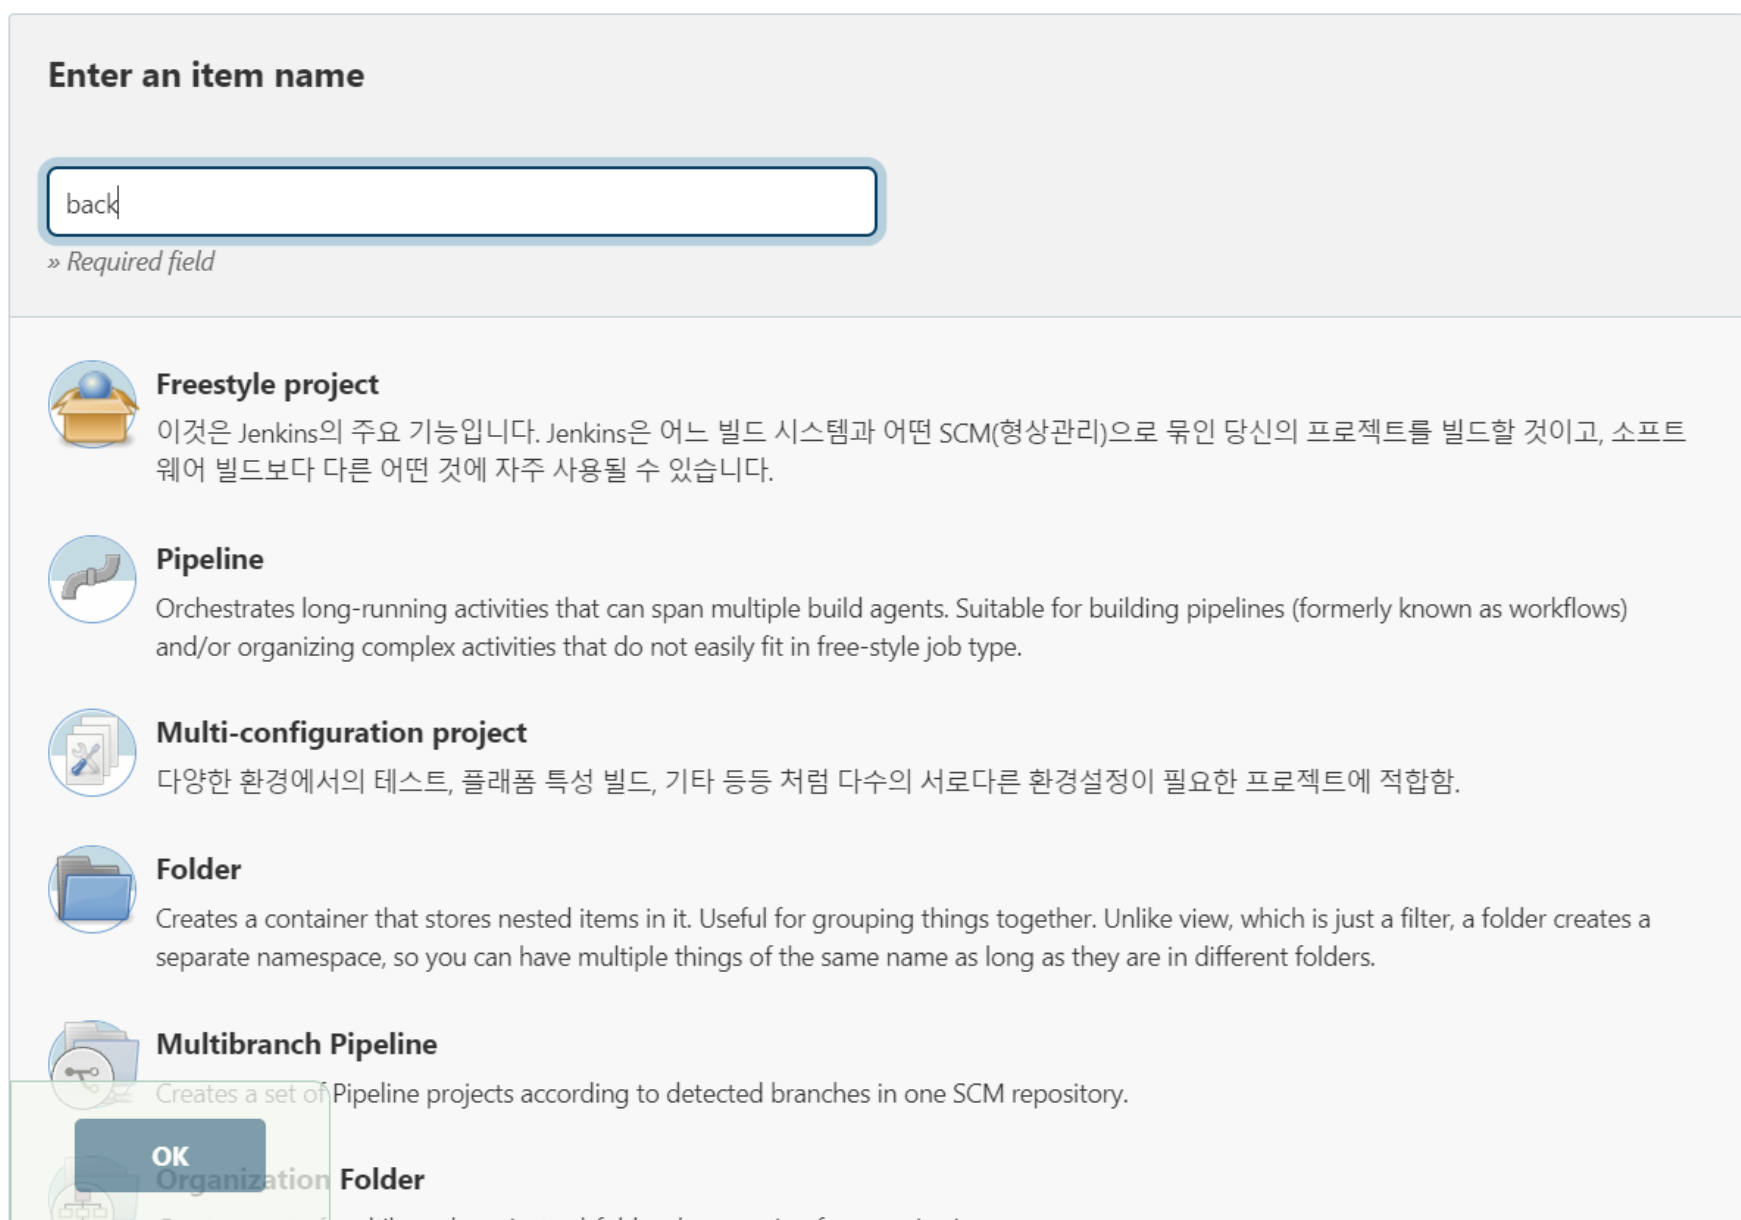 Enter an item name
back
» Required field
Freestyle project
이것은 Jenkins의 주요 기능입니다. Jenkins은 어느 빌드 시스템과 어떤 SCM(형상관리)으로 묶인 당신의 프로젝트를 빌드할 것이고, 소프트
웨어 빌드보다 다른 어떤 것에 자주 사용될 수 있습니다.
Pipeline
Orchestrates long-running activities that can span multiple build agents. Suitable for building pipelines (formerly known as workflows)
and/or organizing complex activities that do not easily fit in free-style job type.
Multi-configuration project
다양한 환경에서의 테스트, 플래폼 특성 빌드, 기타 등등 처럼 다수의 서로다른 환경설정이 필요한 프로젝트에 적합함.
Folder
Creates a container that stores nested items in it. Useful for grouping things together. Unlike view, which is just a filter, a folder creates a
separate namespace, so you can have multiple things of the same name as long as they are in different folders.
Multibranch Pipeline
Creates a set of Pipeline projects according to detected branches in one SCM repository.
OK
Organization Folder